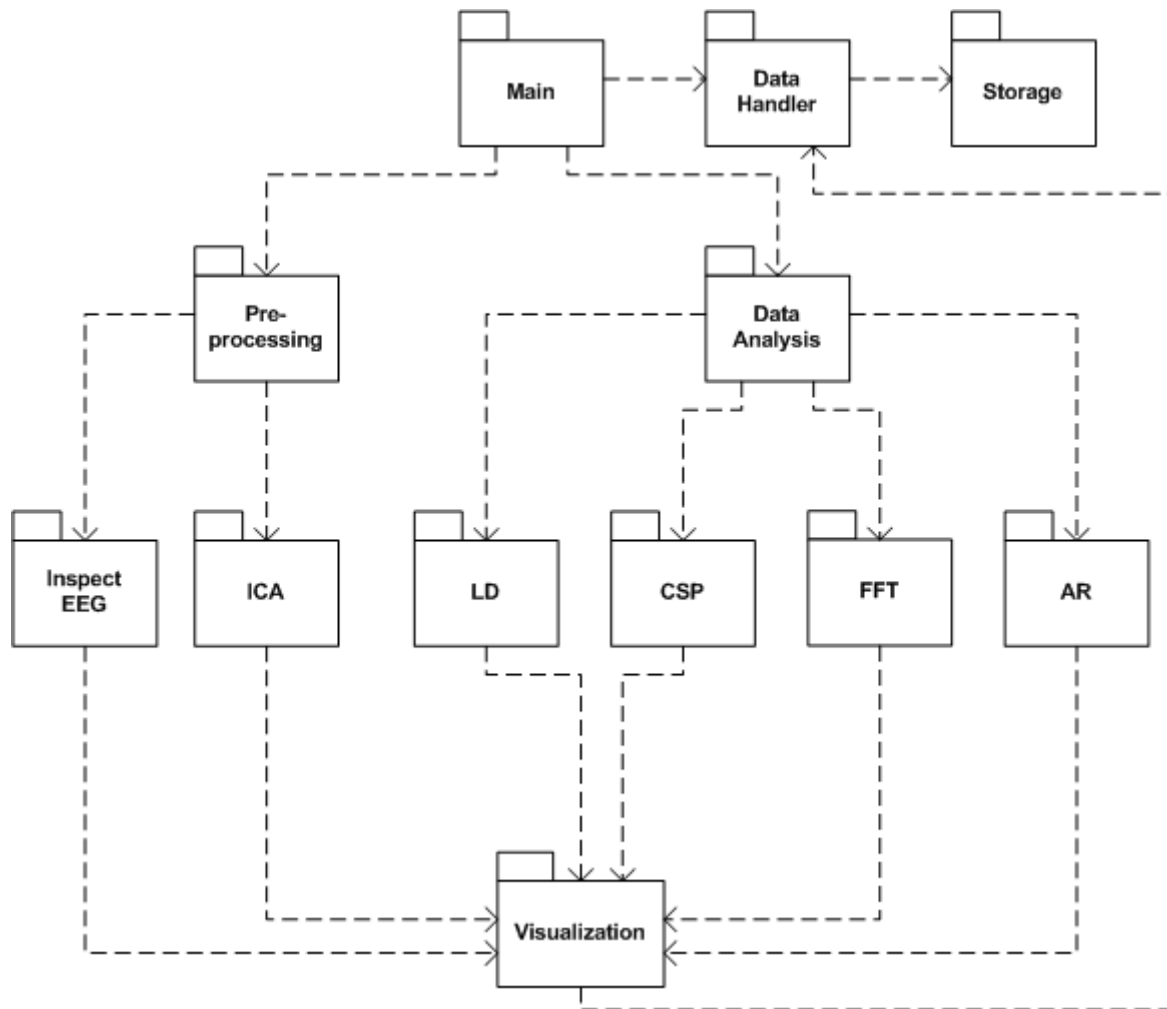 Main
Data
Handler
Storage
Pre-
processing
Data
Analysis
Inspect
EEG
ICA
LD
CSP
FFT
AR
Visualization